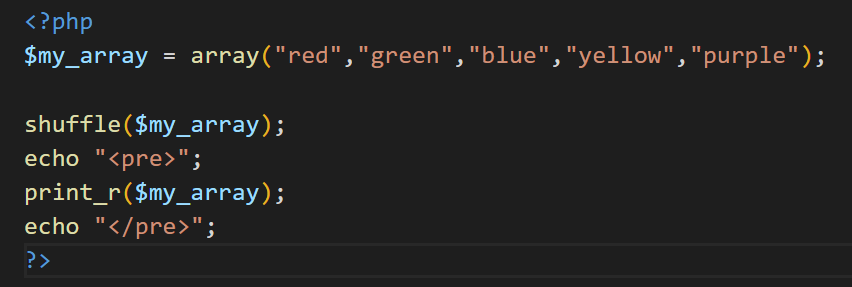 <?php
$my_array = array("red","green","blue","yellow","purple");
shuffle($my_array);
echo "<pre>";
print_r($my_array);
echo "</pre>";
?>